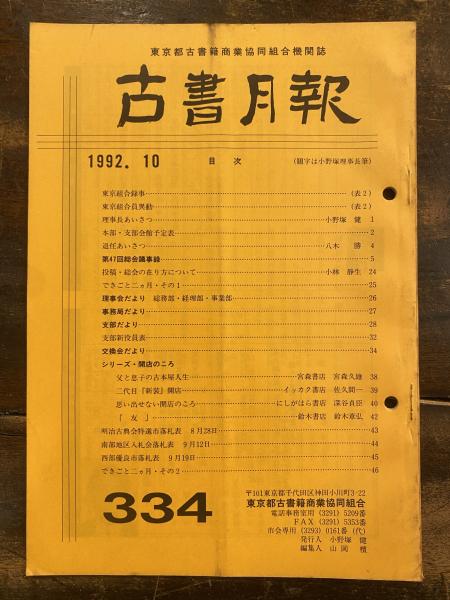 東京都古書籍商業協同組合機関誌
古書月報
1992. 10 目次 (題字は小野塚理事長筆)
東京組合録事 (表2)
東京組合員異動 (表2)
理事長あいさつ 小野塚 健 1
本部・支部会館予定表 2
退任あいさつ 八木 勝 4
第47回総会議事録 5
投稿・総会の在り方について 小林 静生 24
できごと二ヵ月・その1 25
理事会だより 総務部・経理部・事業部 26
事務局だより 27
支部だより 28
支部新役員表 32
交換会だより 34
シリーズ・開店のころ
父と息子の古本屋人生 宮森書店 宮森久雄 38
二代目『新装』開店 イッカク書店 佐久間一 39
思い出せない開店のころ にしがはら書店 深谷貞臣 40
「友」 鈴木書店 鈴木章弘 42
明治古典会特選市落札表 8月28日 43
南部地区入札会落札表 9月12日 44
西部優良市落札表 9月19日 45
できごと二ヵ月・その2 46
334
〒101東京都千代田区神田小川町3-22
東京都古書籍商業協同組合
電話事務室用 (3291) 5209番
FAX (3291) 5353番
市会専用 (3293) 0161番 (代)
発行人 小野塚 健
編集人 山岡 檀